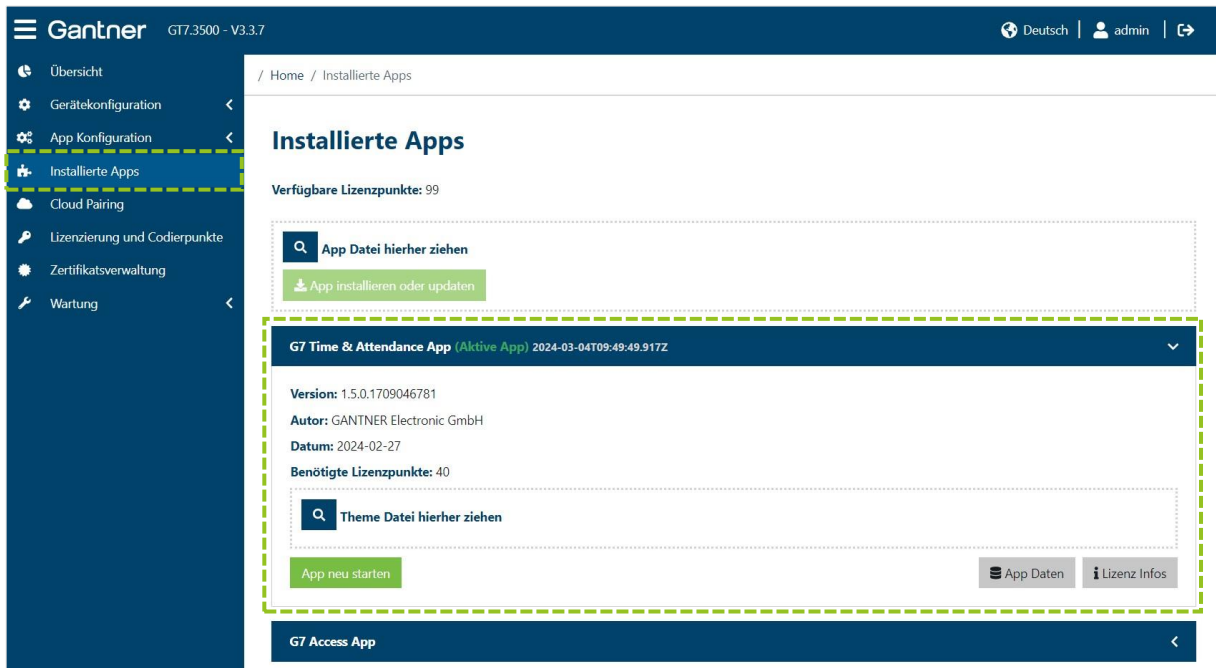 Gantner GT7.3500 - V3.3.7
Deutsch | admin |
Übersicht
Gerätekonfiguration
App Konfiguration
Installierte Apps
Cloud Pairing
Lizenzierung und Codierpunkte
Zertifikatsverwaltung
Wartung
/ Home / Installierte Apps
Installierte Apps
Verfügbare Lizenzpunkte: 99
App Datei hierher ziehen
App installieren oder updaten
G7 Time & Attendance App (Aktive App) 2024-03-04T09:49:49.917Z
Version: 1.5.0.1709046781
Autor: GANTNER Electronic GmbH
Datum: 2024-02-27
Benötigte Lizenzpunkte: 40
Theme Datei hierher ziehen
App neu starten
App Daten
Lizenz Infos
G7 Access App